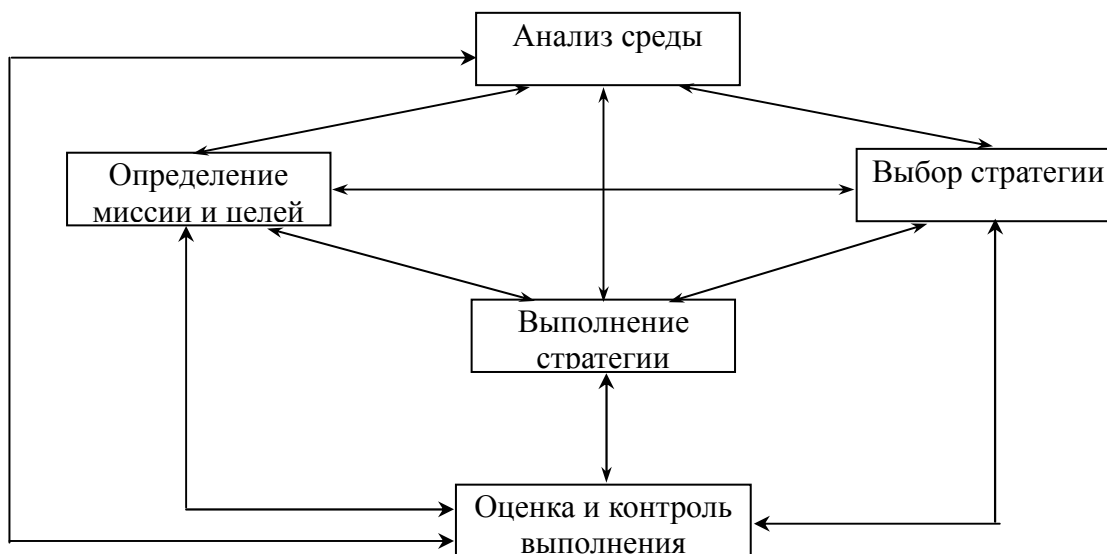 Анализ среды
Определение
миссии и целей
Выбор стратегии
Выполнение
стратегии
Оценка и контроль
выполнения